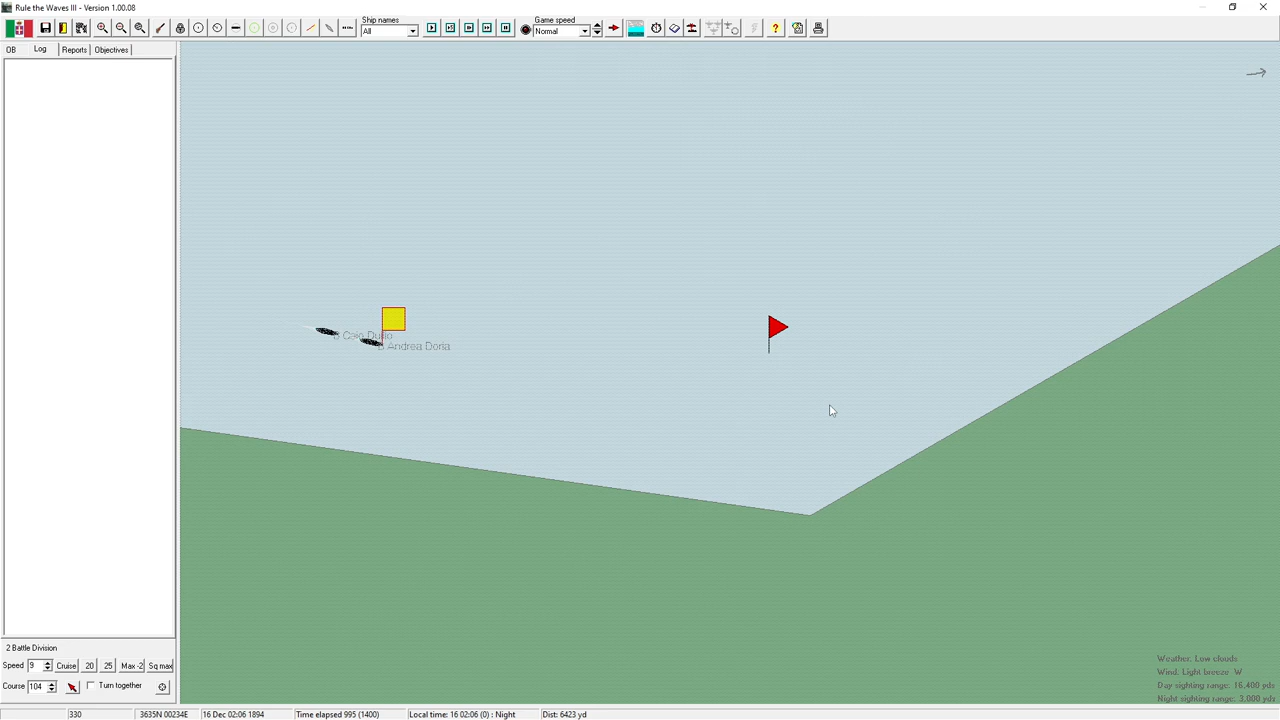 Rule the Waves III - Version 1.00.08
Ship names
All
Game speed
Normal
OB Log Reports Objectives
B Caio Duilio
B Andrea Doria
2 Battle Division
Speed 9 Cruise 20 25 Max -2 Sq max
Course 104 Turn together
Weather. Low clouds
Wind. Light breeze W
Day sighting range: 16,400 yds
Night sighting range: 3,000 yds
330 3635N 00234E 16 Dec 02:06 1894 Time elapsed 995 (1400) Local time: 16 02:06 (0) : Night Dist: 6423 yd